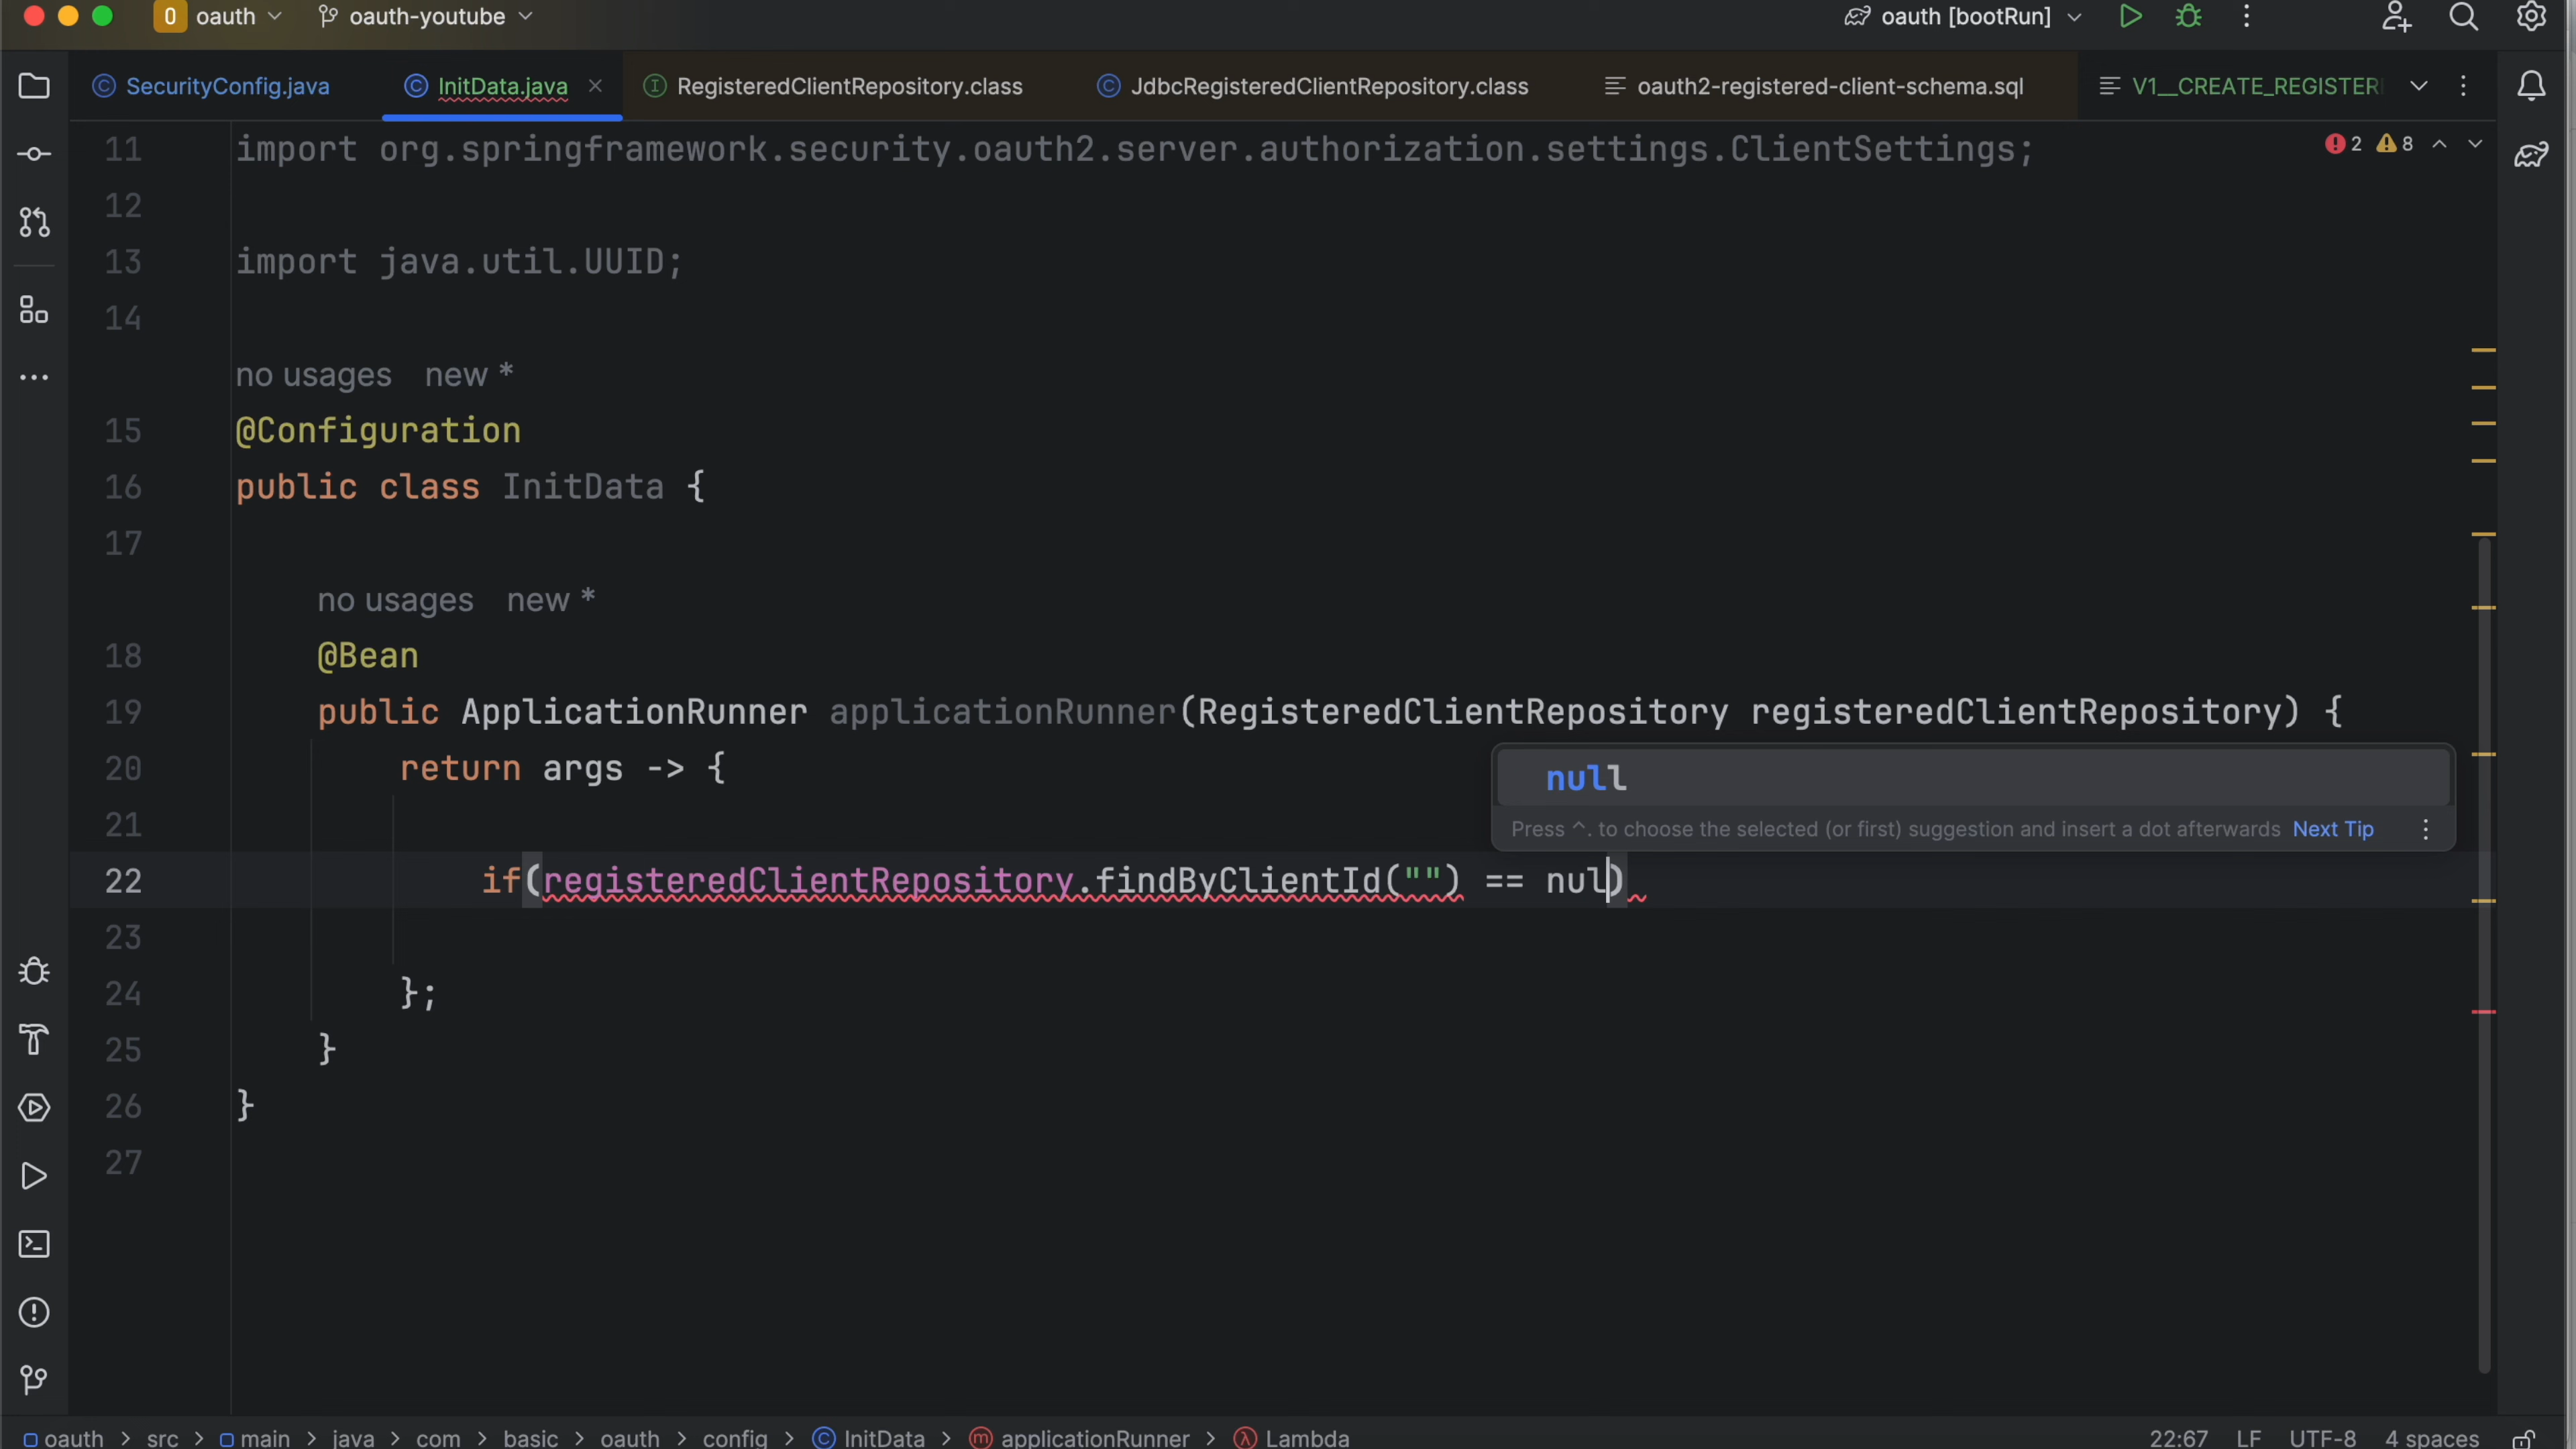 O oauth oauth-youtube oauth [bootRun]
SecurityConfig.java InitData.java RegisteredClientRepository.class JdbcRegisteredClientRepository.class oauth2-registered-client-schema.sql V1__CREATE_REGISTER
11 import org.springframework.security.oauth2.server.authorization.settings.ClientSettings; 2 8
12
13 import java.util.UUID;
14
no usages new *
15 @Configuration
16 public class InitData {
17
no usages new *
18 @Bean
19 public ApplicationRunner applicationRunner(RegisteredClientRepository registeredClientRepository) {
20 return args -> {
null
21
Press ^. to choose the selected (or first) suggestion and insert a dot afterwards Next Tip
22 if(registeredClientRepository.findByClientId("") == nul)
23
24 };
25 }
26 }
27
oauth > src > main > java > com > basic > oauth > config > InitData > applicationRunner > Lambda 22:67 LF UTF-8 4 spaces